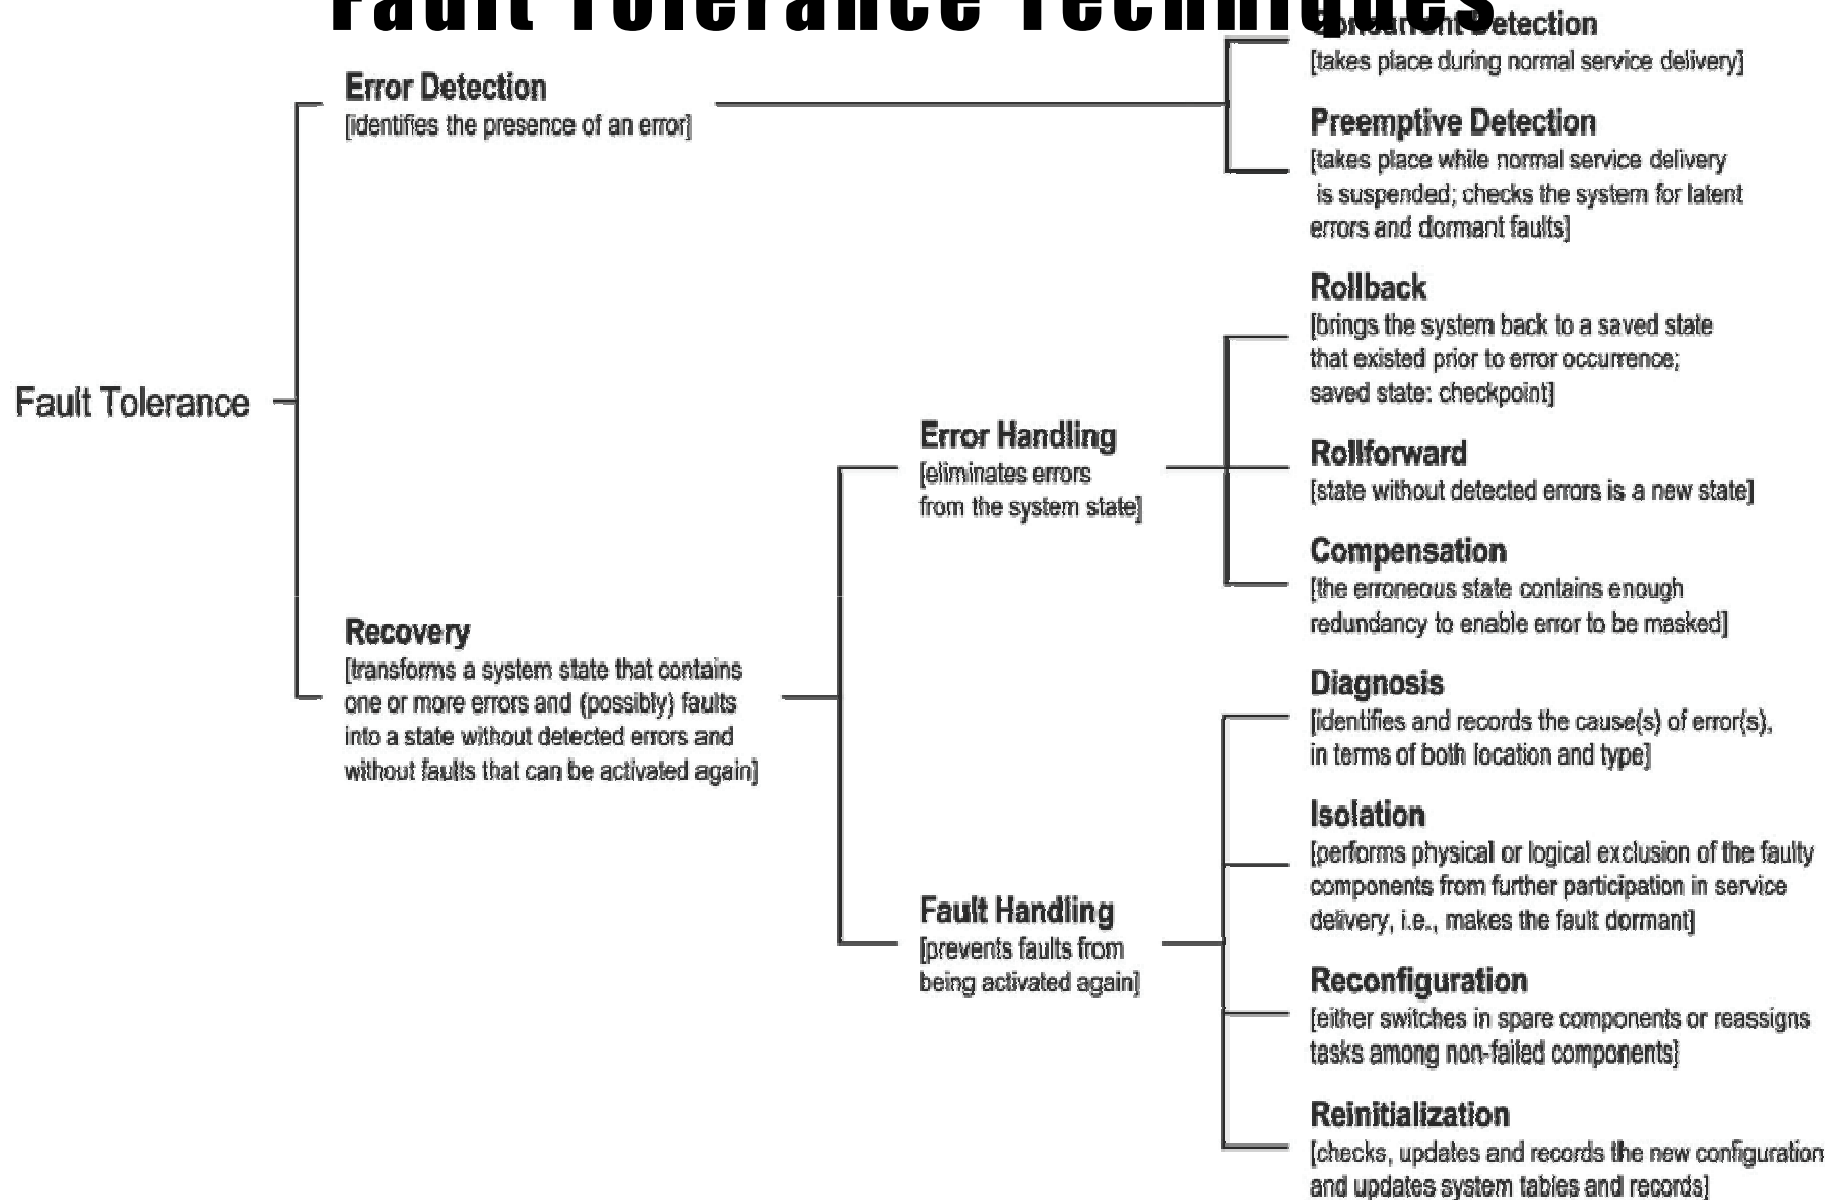 Fault Tolerance Techniques
Concurrent Detection
[takes place during normal service delivery]
Error Detection
[identifies the presence of an error]
Preemptive Detection
[takes place while normal service delivery
is suspended; checks the system for latent
errors and dormant faults]
Rollback
[brings the system back to a saved state
that existed prior to error occurrence;
saved state: checkpoint]
Fault Tolerance
Error Handling
[eliminates errors
from the system state]
Rollforward
[state without detected errors is a new state]
Compensation
[the erroneous state contains enough
redundancy to enable error to be masked]
Recovery
[transforms a system state that contains
one or more errors and (possibly) faults
into a state without detected errors and
without faults that can be activated again]
Diagnosis
[identifies and records the cause(s) of error(s),
in terms of both location and type]
Isolation
[performs physical or logical exclusion of the faulty
components from further participation in service
delivery, i.e., makes the fault dormant]
Fault Handling
[prevents faults from
being activated again]
Reconfiguration
[either switches in spare components or reassigns
tasks among non-failed components]
Reinitialization
[checks, updates and records the new configuration
and updates system tables and records]